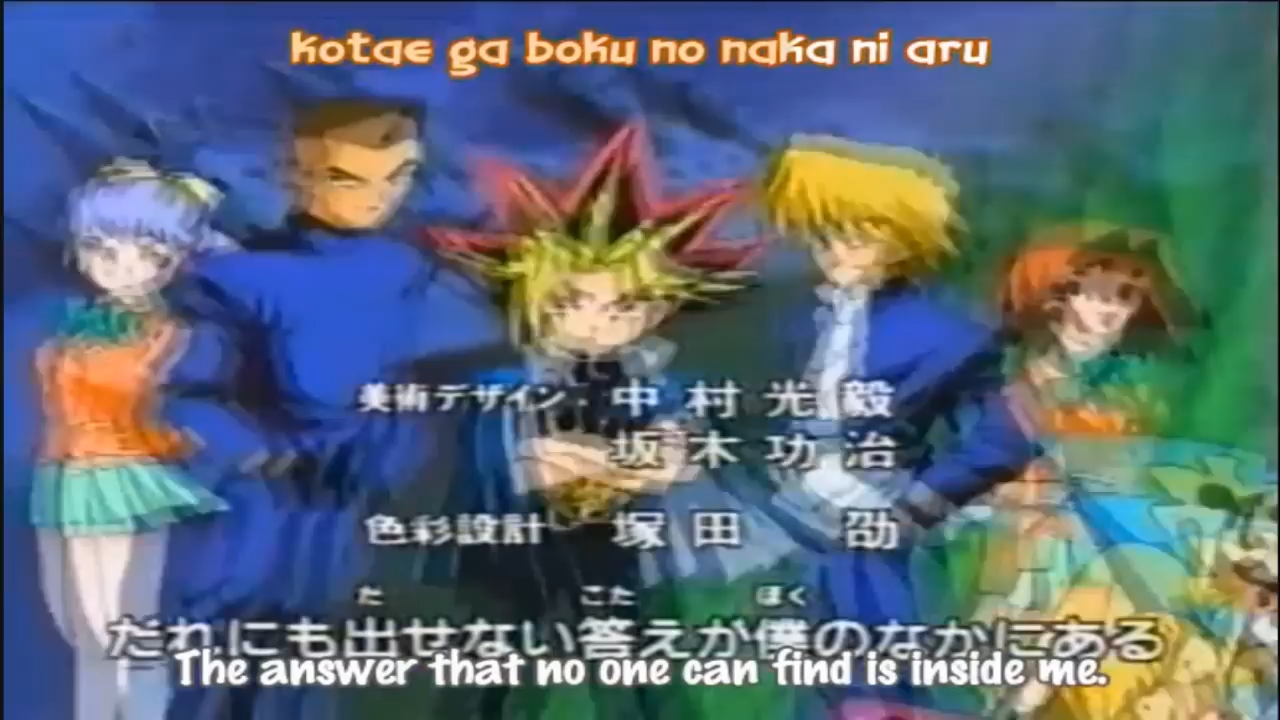 kotae ga boku no naka ni aru
美術デザイン・中村光毅
坂本功治
色彩設計 塚田劭
だ こた ぼく
だれにも出せない答えが僕のなかにある
The answer that no one can find is inside me.